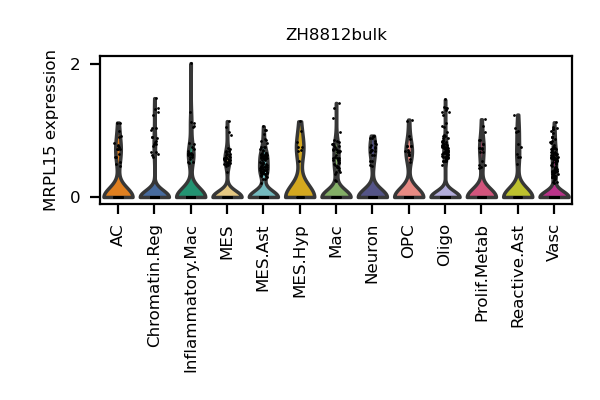 ZH8812bulk
MRPL15 expression
2
0
AC
Chromatin.Reg
Inflammatory.Mac
MES
MES.Ast
MES.Hyp
Mac
Neuron
OPC
Oligo
Prolif.Metab
Reactive.Ast
Vasc